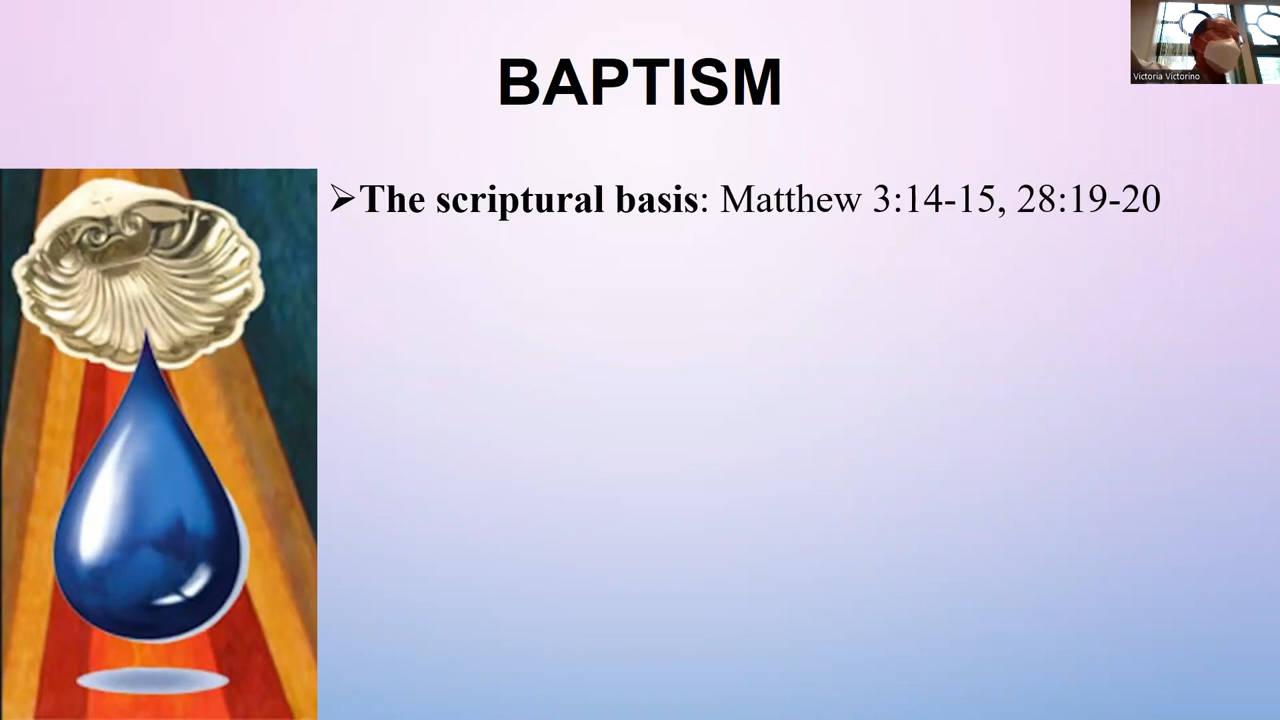 BAPTISM
Victoria Victorino
➢The scriptural basis: Matthew 3:14-15, 28:19-20